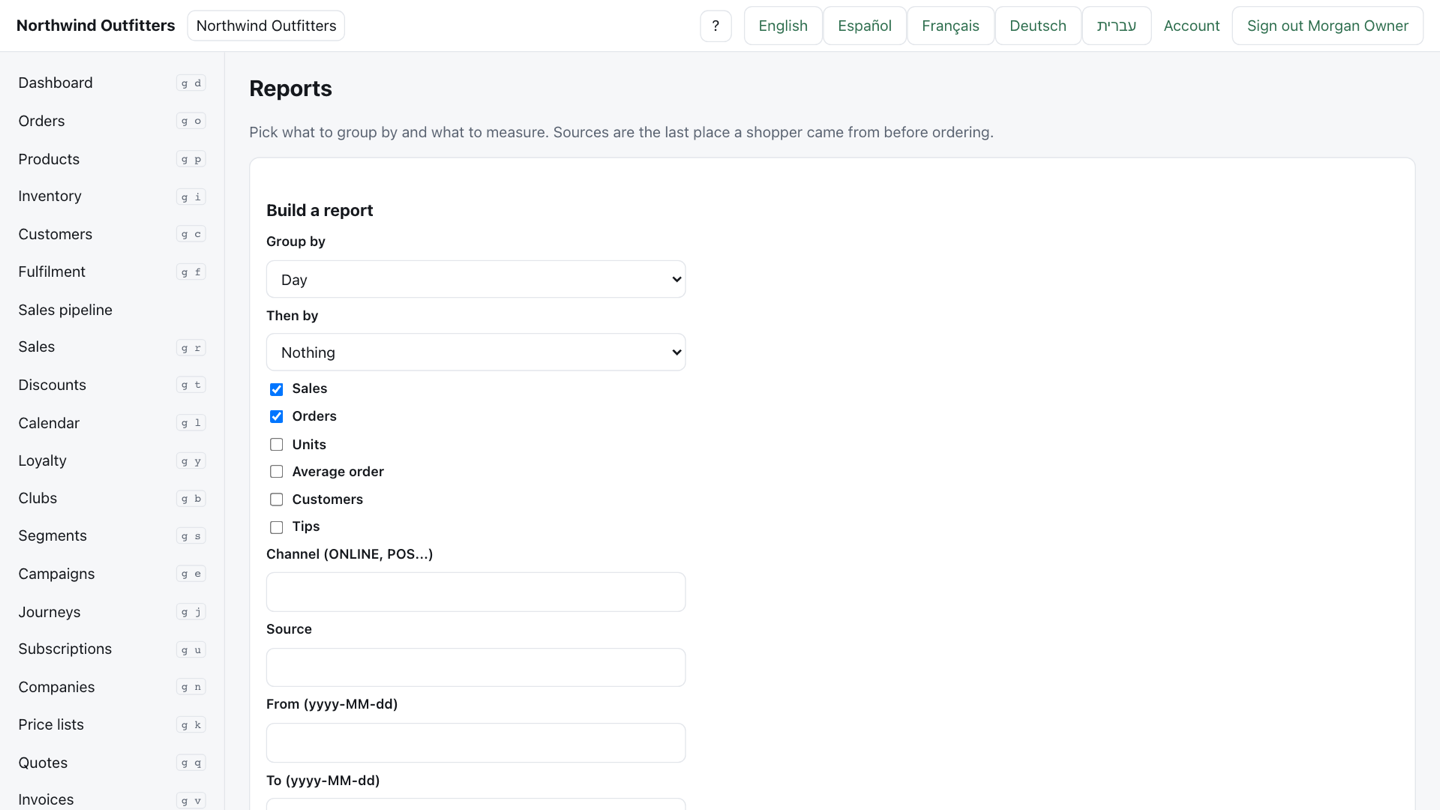 Northwind Outfitters Northwind Outfitters ? English Español Français Deutsch עברית Account Sign out Morgan Owner
Dashboard g d
Orders g o
Products g p
Inventory g i
Customers g c
Fulfilment g f
Sales pipeline
Sales g r
Discounts g t
Calendar g l
Loyalty g y
Clubs g b
Segments g s
Campaigns g e
Journeys g j
Subscriptions g u
Companies g n
Price lists g k
Quotes g q
Invoices g v
Reports
Pick what to group by and what to measure. Sources are the last place a shopper came from before ordering.
Build a report
Group by
Day
Then by
Nothing
Sales
Orders
Units
Average order
Customers
Tips
Channel (ONLINE, POS...)
Source
From (yyyy-MM-dd)
To (yyyy-MM-dd)